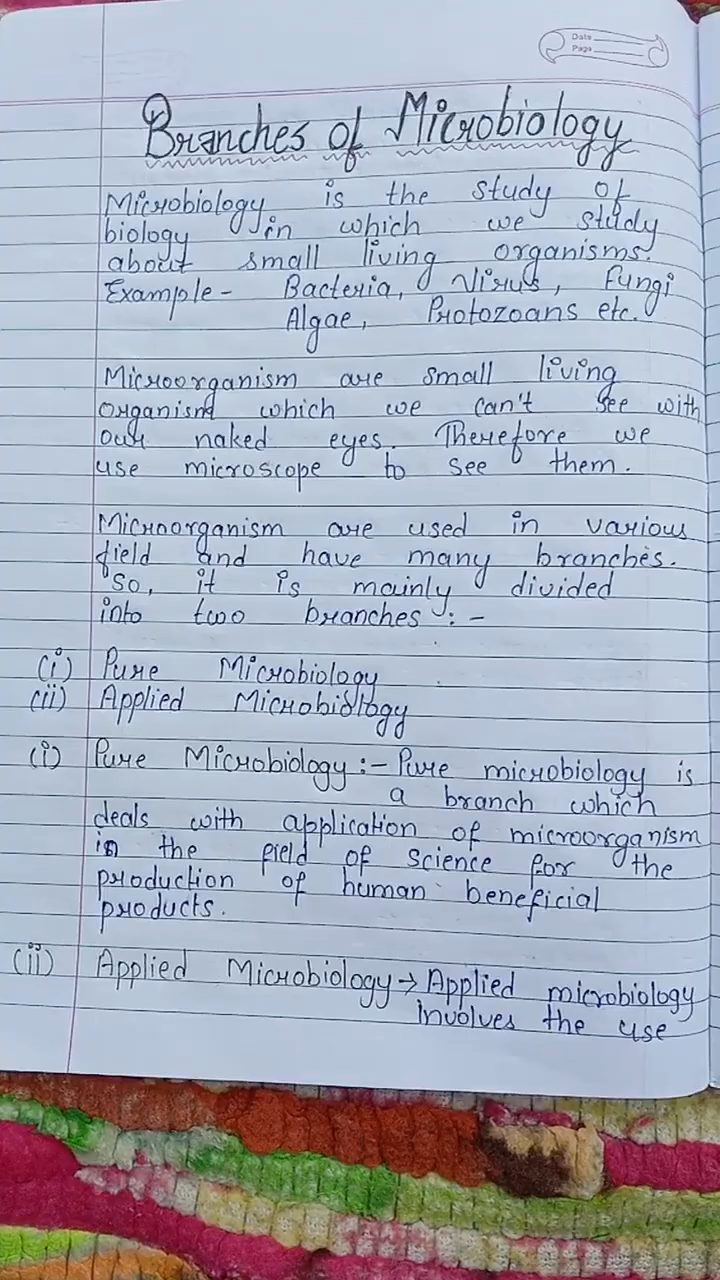 Date
Page
Branches of Microbiology
Microbiology is the study of
biology in which we study
about small living organisms.
Example - Bacteria, Virus, Fungi
Algae, Protozoans etc.
Microorganism are small living
organism which we can't see with
our naked eyes. Therefore we
use microscope to see them.
Microorganism are used in various
field and have many branches.
So, it is mainly divided
into two branches :-
(i) Pure Microbiology
(ii) Applied Microbiology
(i) Pure Microbiology :- Pure microbiology is
a branch which
deals with application of microorganism
in the field of science for the
production of human beneficial
products.
(ii) Applied Microbiology → Applied microbiology
involves the use